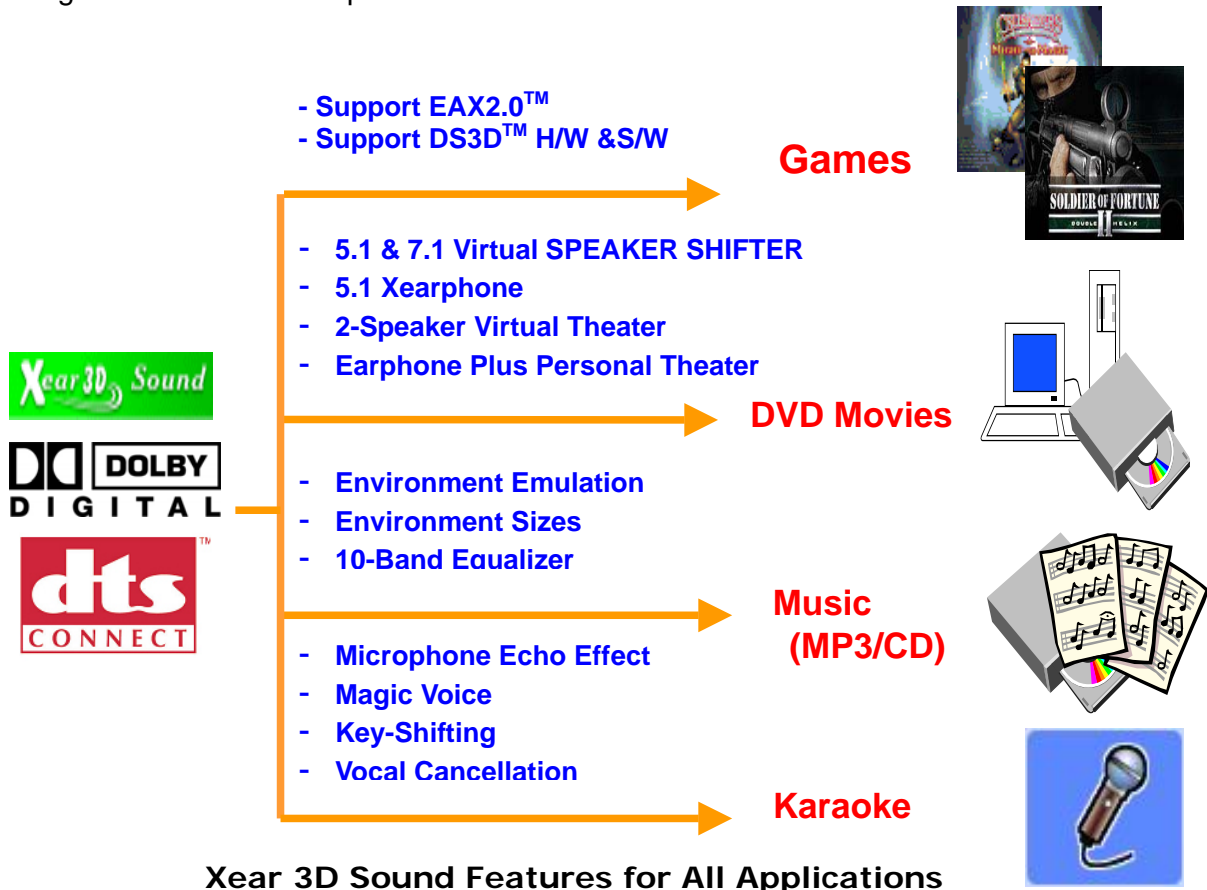 - Support EAX2.0™
- Support DS3D™ H/W &S/W
Games
SOLDIER OF FORTUNE
II
DOUBLE HELIX
- 5.1 & 7.1 Virtual SPEAKER SHIFTER
- 5.1 Xearphone
- 2-Speaker Virtual Theater
- Earphone Plus Personal Theater
DVD Movies
Xear 3D Sound
DOLBY
DIGITAL
dts™
CONNECT
- Environment Emulation
- Environment Sizes
- 10-Band Equalizer
Music
(MP3/CD)
- Microphone Echo Effect
- Magic Voice
- Key-Shifting
- Vocal Cancellation
Karaoke
Xear 3D Sound Features for All Applications